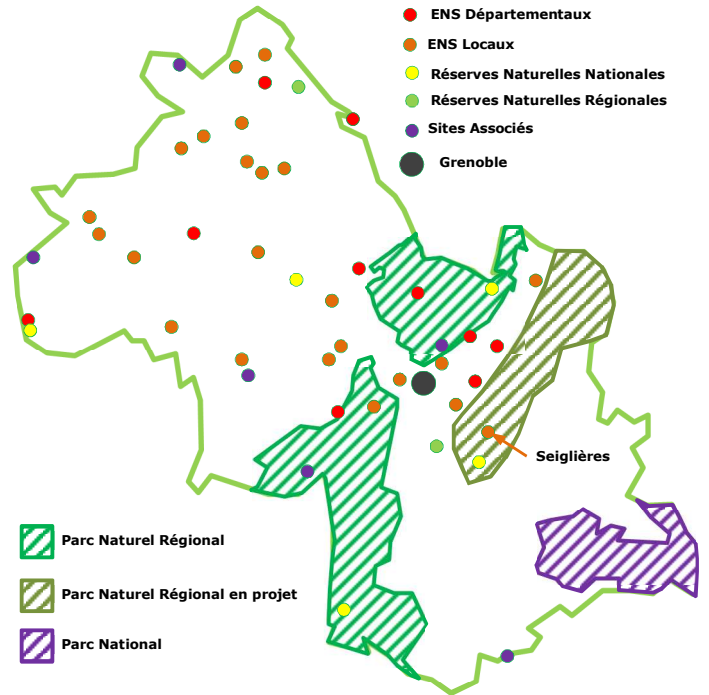 ENS Départementaux
ENS Locaux
Réserves Naturelles Nationales
Réserves Naturelles Régionales
Sites Associés
Grenoble
Seiglières
Parc Naturel Régional
Parc Naturel Régional en projet
Parc National